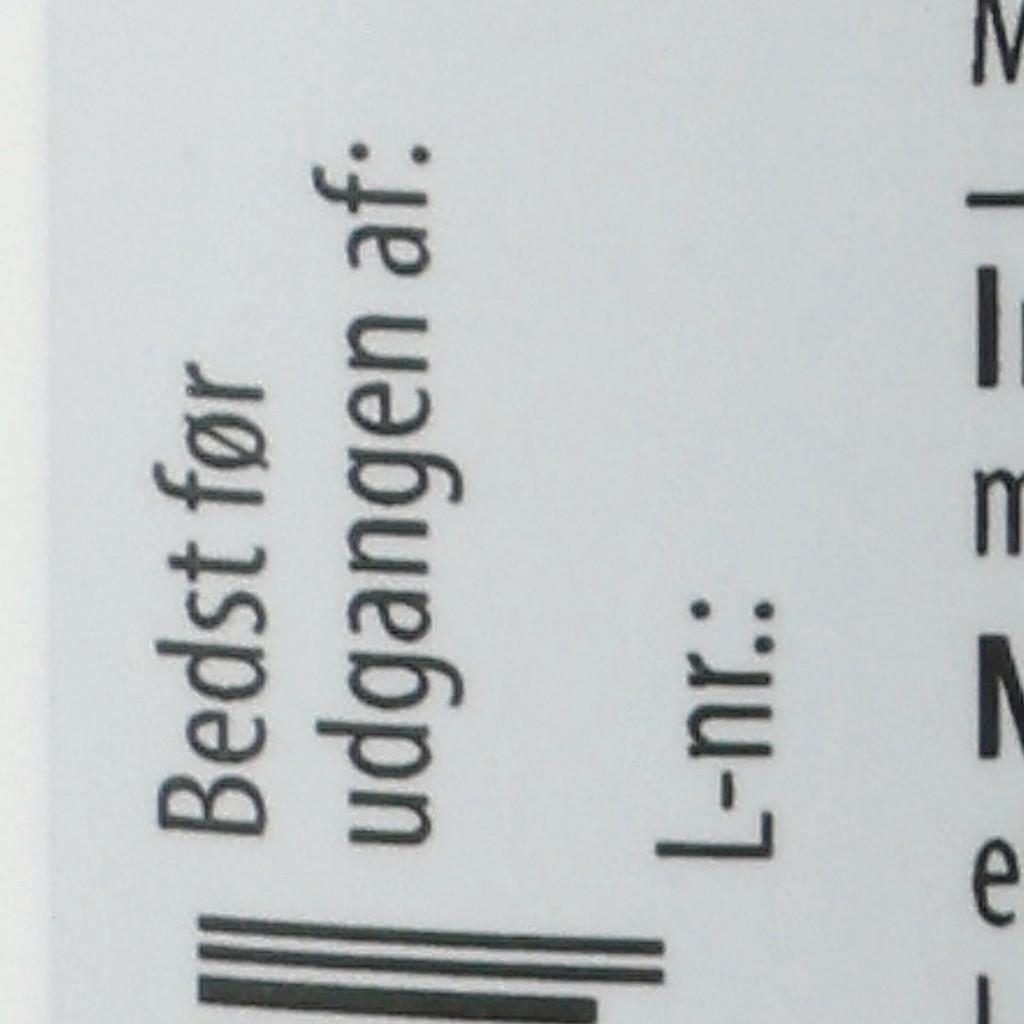 Bedst før
udgangen af:
L-nr.: